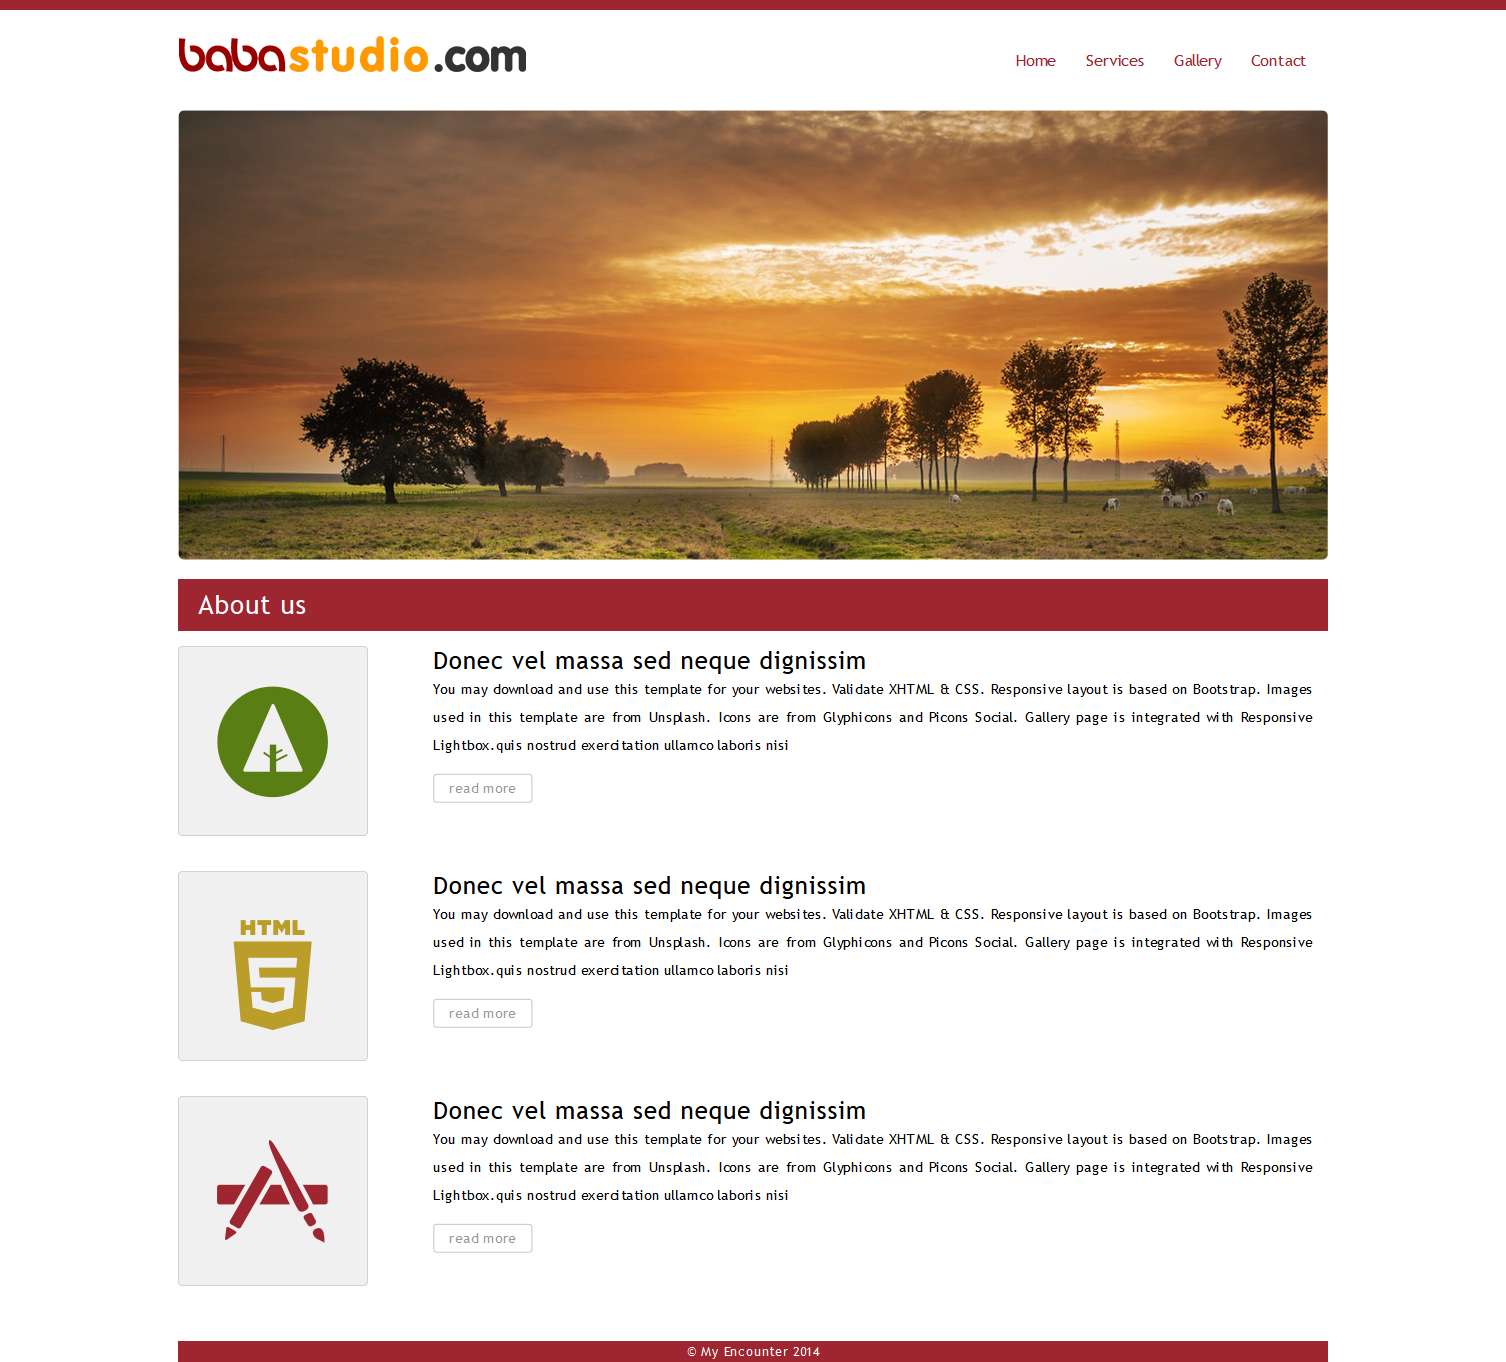 babastudio.com
Home Services Gallery Contact
About us
Donec vel massa sed neque dignissim
You may download and use this template for your websites. Validate XHTML & CSS. Responsive layout is based on Bootstrap. Images
used in this template are from Unsplash. Icons are from Glyphicons and Picons Social. Gallery page is integrated with Responsive
Lightbox.quis nostrud exercitation ullamco laboris nisi
read more
HTML
5
Donec vel massa sed neque dignissim
You may download and use this template for your websites. Validate XHTML & CSS. Responsive layout is based on Bootstrap. Images
used in this template are from Unsplash. Icons are from Glyphicons and Picons Social. Gallery page is integrated with Responsive
Lightbox.quis nostrud exercitation ullamco laboris nisi
read more
Donec vel massa sed neque dignissim
You may download and use this template for your websites. Validate XHTML & CSS. Responsive layout is based on Bootstrap. Images
used in this template are from Unsplash. Icons are from Glyphicons and Picons Social. Gallery page is integrated with Responsive
Lightbox.quis nostrud exercitation ullamco laboris nisi
read more
© My Encounter 2014